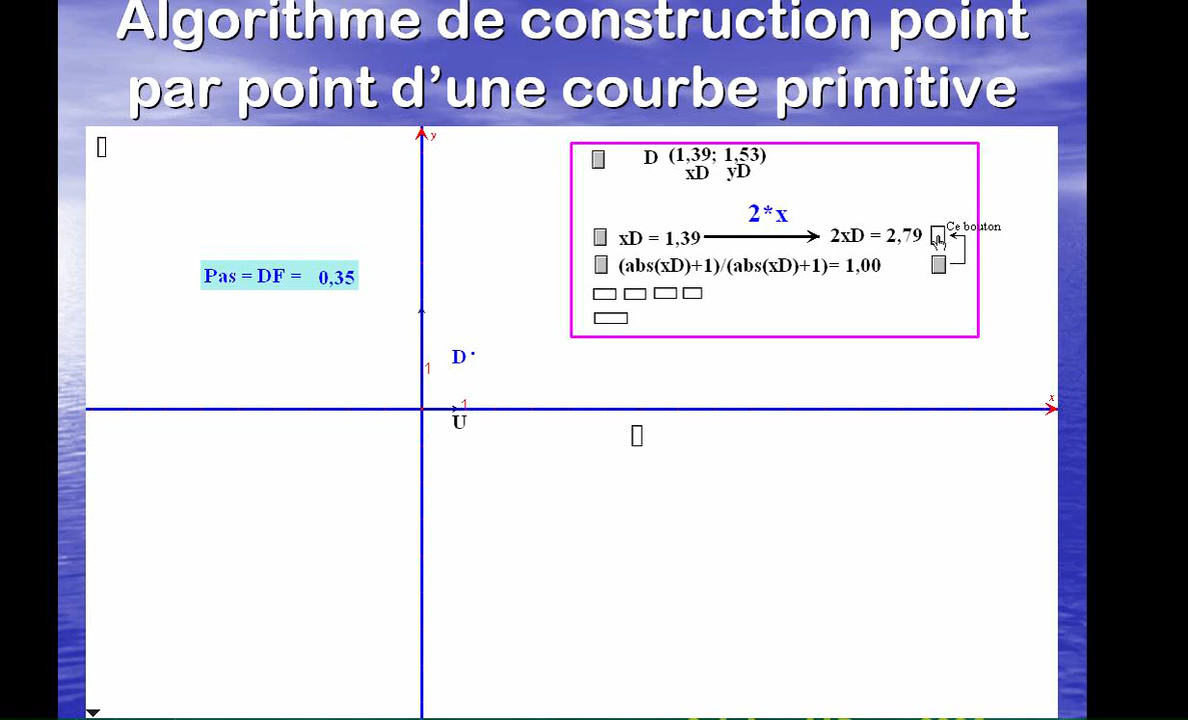 Algorithme de construction point
par point d'une courbe primitive
y
D (1,39; 1,53)
xD yD
2*x
Ce bouton
xD = 1,39
2xD = 2,79
(abs(xD)+1)/(abs(xD)+1)= 1,00
Pas = DF = 0,35
D
1
1
x
U